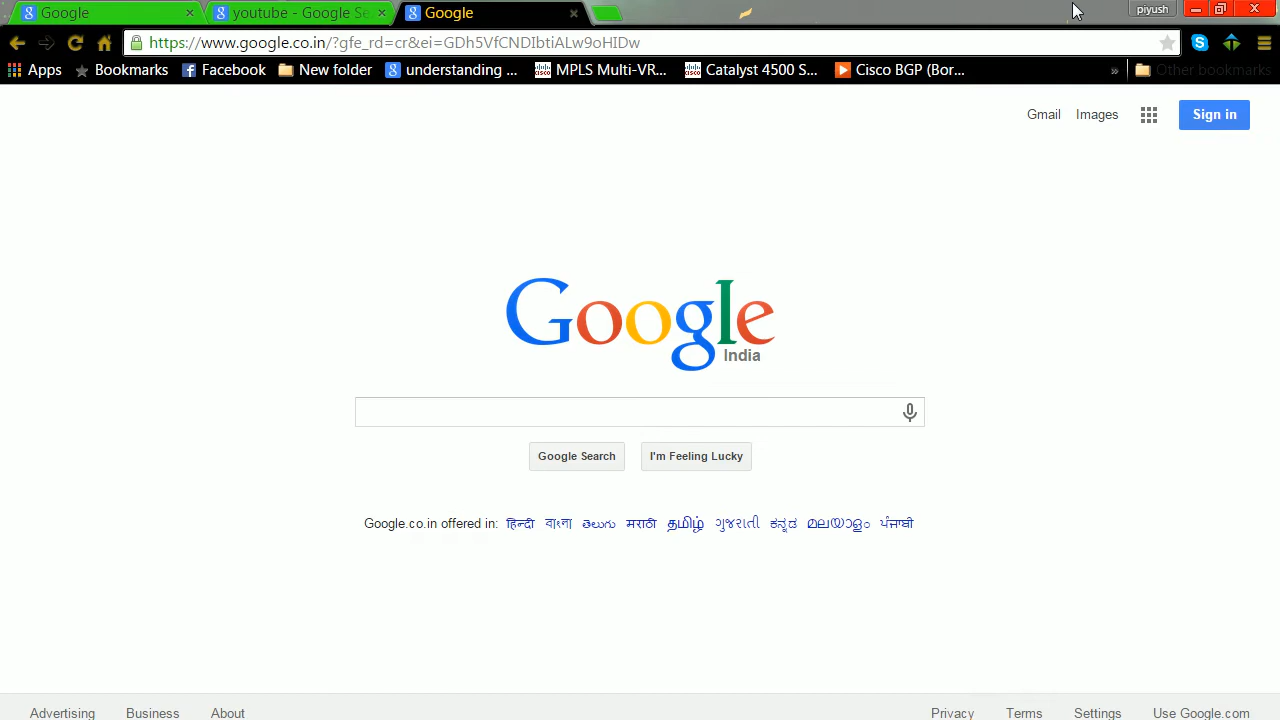 Google youtube - Google Se Google piyush
https://www.google.co.in/?gfe_rd=cr&ei=GDh5VfCNDIbtiALw9oHIDw
Apps Bookmarks Facebook New folder understanding ... MPLS Multi-VR... Catalyst 4500 S... Cisco BGP (Bor... » Other bookmarks
Gmail Images Sign in
Google
India
Google Search I'm Feeling Lucky
Google.co.in offered in: हिन्दी বাংলা తెలుగు मराठी தமிழ் ગુજરાતી ಕನ್ನಡ മലയാളം ਪੰਜਾਬੀ
Advertising Business About Privacy Terms Settings Use Google.com